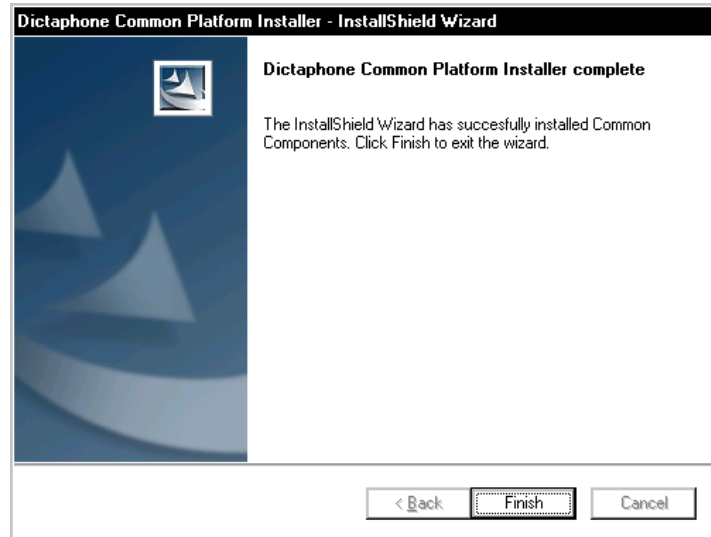 Dictaphone Common Platform Installer - InstallShield Wizard
Dictaphone Common Platform Installer complete
The InstallShield Wizard has succesfully installed Common
Components. Click Finish to exit the wizard.
< Back
Finish
Cancel